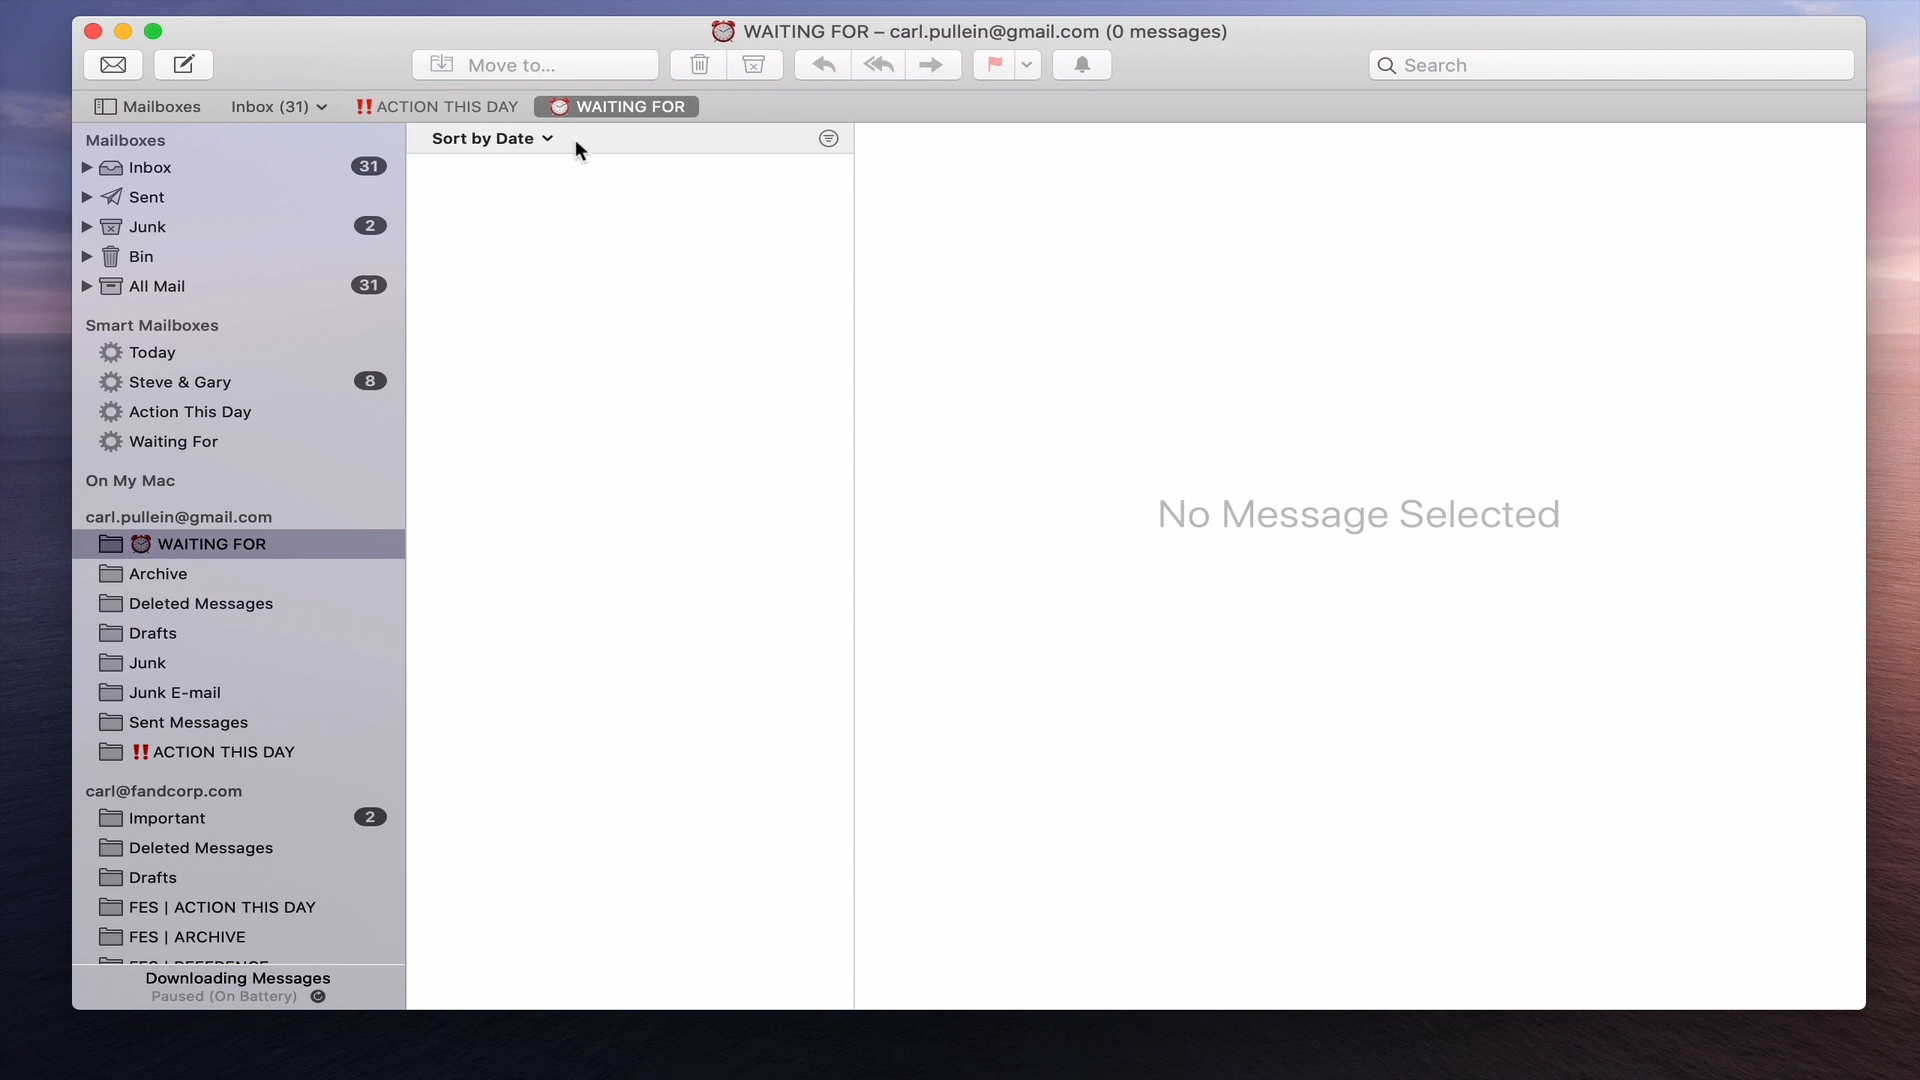 ⏰ WAITING FOR – carl.pullein@gmail.com (0 messages)
Move to...
Search
Mailboxes
Inbox (31)
‼️ACTION THIS DAY
⏰ WAITING FOR
Mailboxes
Inbox 31
Sent
Junk 2
Bin
All Mail 31
Smart Mailboxes
Today
Steve & Gary 8
Action This Day
Waiting For
On My Mac
carl.pullein@gmail.com
⏰ WAITING FOR
Archive
Deleted Messages
Drafts
Junk
Junk E-mail
Sent Messages
‼️ACTION THIS DAY
carl@fandcorp.com
Important 2
Deleted Messages
Drafts
FES | ACTION THIS DAY
FES | ARCHIVE
Downloading Messages
Paused (On Battery)
Sort by Date
No Message Selected